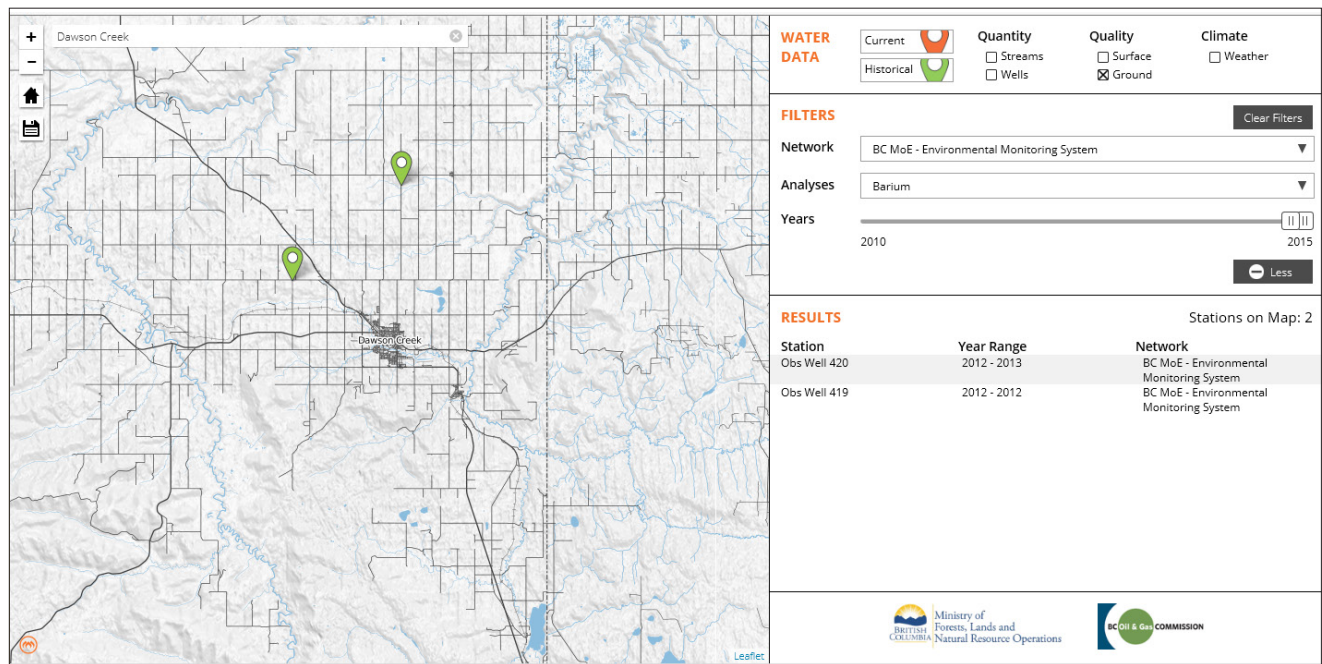 +
Dawson Creek
−
Dawson Creek
Leaflet
WATER
DATA
Current
Historical
Quantity
Streams
Wells
Quality
Surface
Ground
Climate
Weather
FILTERS
Clear Filters
Network
BC MoE - Environmental Monitoring System
Analyses
Barium
Years
2010
2015
Less
RESULTS
Stations on Map: 2
Station Year Range Network
Obs Well 420 2012 - 2013 BC MoE - Environmental
Monitoring System
Obs Well 419 2012 - 2012 BC MoE - Environmental
Monitoring System
BRITISH
COLUMBIA
Ministry of
Forests, Lands and
Natural Resource Operations
BC Oil & Gas COMMISSION